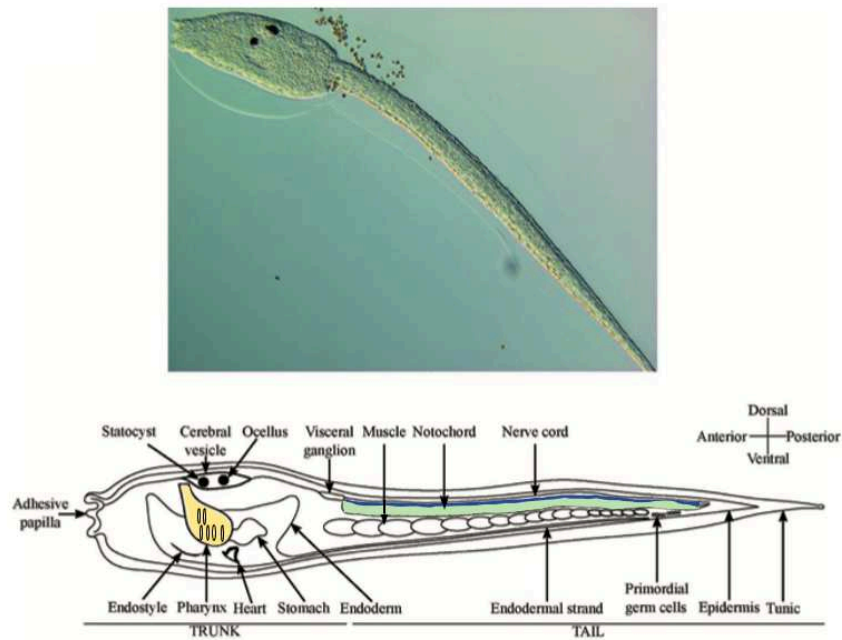 Dorsal
Statocyst Cerebral vesicle Ocellus Visceral ganglion Muscle Notochord Nerve cord
Anterior Posterior
Ventral
Adhesive papilla
Endostyle Pharynx Heart Stomach Endoderm Endodermal strand Primordial germ cells Epidermis Tunic
TRUNK TAIL